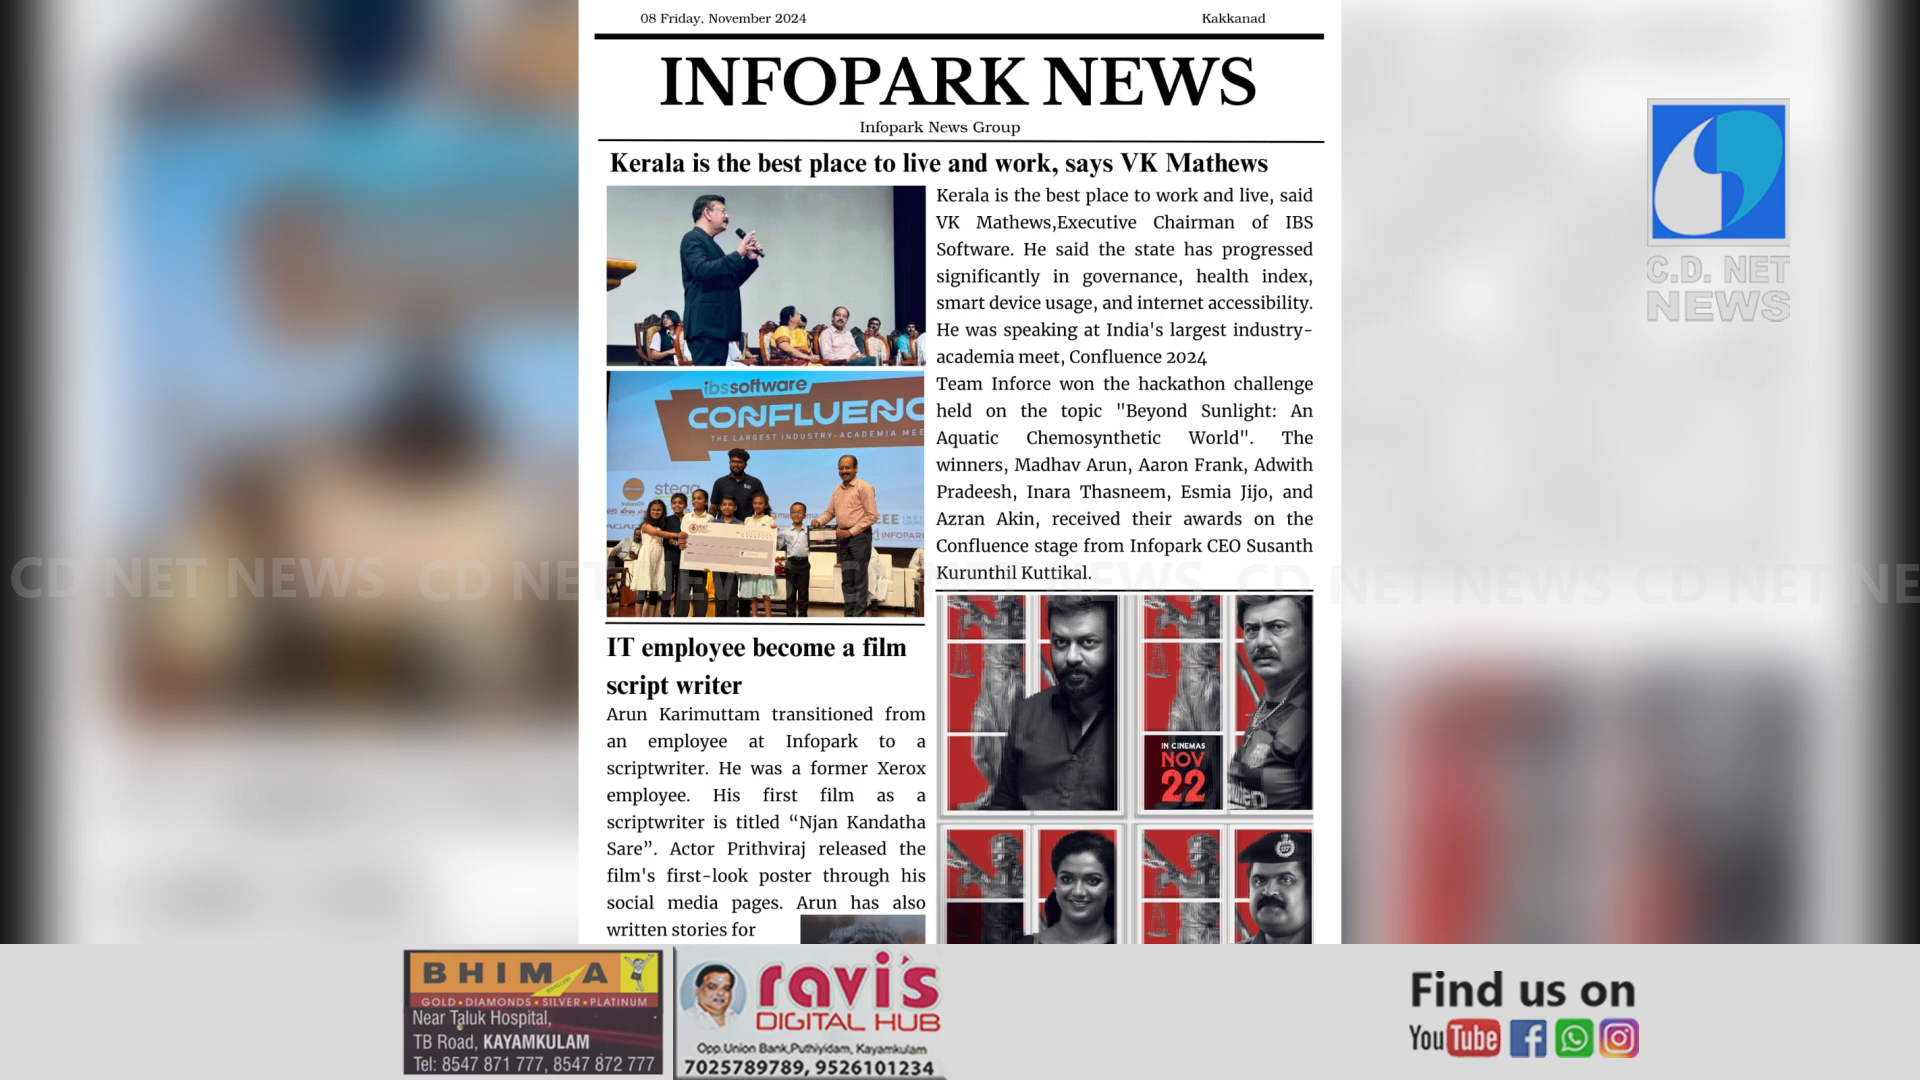 08 Friday, November 2024
Kakkanad
INFOPARK NEWS
Infopark News Group
Kerala is the best place to live and work, says VK Mathews
Kerala is the best place to work and live, said
VK Mathews,Executive Chairman of IBS
Software. He said the state has progressed
significantly in governance, health index,
smart device usage, and internet accessibility.
He was speaking at India's largest industry-
academia meet, Confluence 2024
Team Inforce won the hackathon challenge
held on the topic "Beyond Sunlight: An
Aquatic Chemosynthetic World". The
winners, Madhav Arun, Aaron Frank, Adwith
Pradeesh, Inara Thasneem, Esmia Jijo, and
Azran Akin, received their awards on the
Confluence stage from Infopark CEO Susanth
Kurunthil Kuttikal.
ibssoftware
CONFLUENC
THE LARGEST INDUSTRY-ACADEMIA MEE
stegg
EEE
INFOPARK
IT employee become a film
script writer
Arun Karimuttam transitioned from
an employee at Infopark to a
scriptwriter. He was a former Xerox
employee. His first film as a
scriptwriter is titled “Njan Kandatha
Sare”. Actor Prithviraj released the
film's first-look poster through his
social media pages. Arun has also
written stories for
IN CINEMAS
NOV
22
C.D. NET
NEWS
CD NET NEWS CD NET NEWS CD NET NEWS CD NET NEWS CD NET NE
BHIMA
JEWELLERS
GOLD•DIAMONDS•SILVER•PLATINUM
Near Taluk Hospital,
TB Road, KAYAMKULAM
Tel: 8547 871 777, 8547 872 777
ravi's
DIGITAL HUB
Opp.Union Bank,Puthiyidam, Kayamkulam
7025789789, 9526101234
Find us on
YouTube